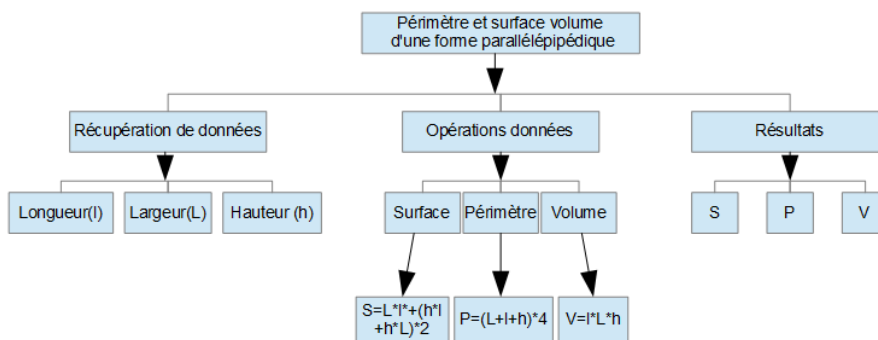 Périmètre et surface volume
d'une forme parallélépipédique
Récupération de données
Opérations données
Résultats
Longueur(l)
Largeur(L)
Hauteur (h)
Surface
Périmètre
Volume
S
P
V
S=L*l*+(h*l
+h*L)*2
P=(L+l+h)*4
V=l*L*h